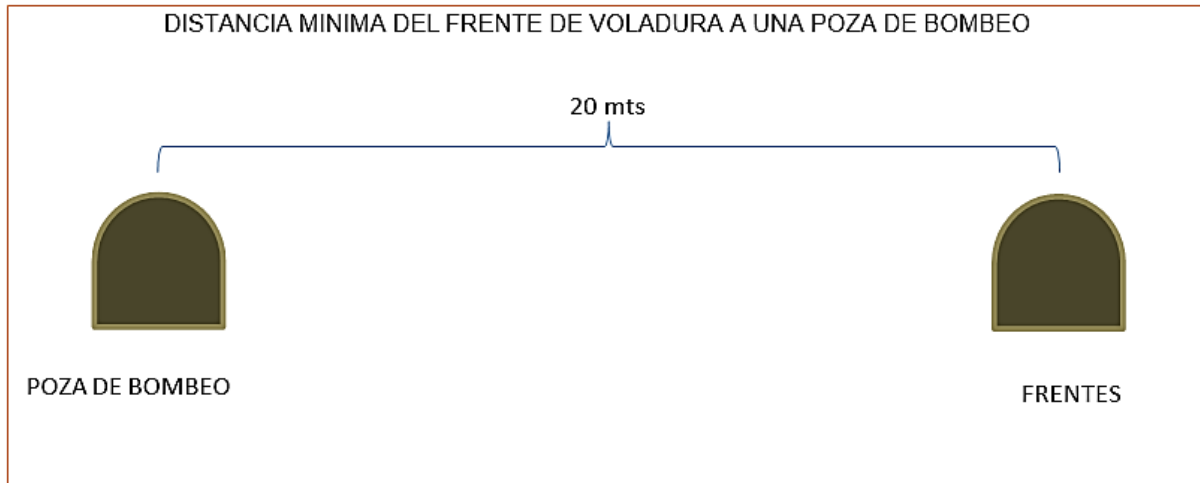 DISTANCIA MINIMA DEL FRENTE DE VOLADURA A UNA POZA DE BOMBEO
20 mts
POZA DE BOMBEO
FRENTES